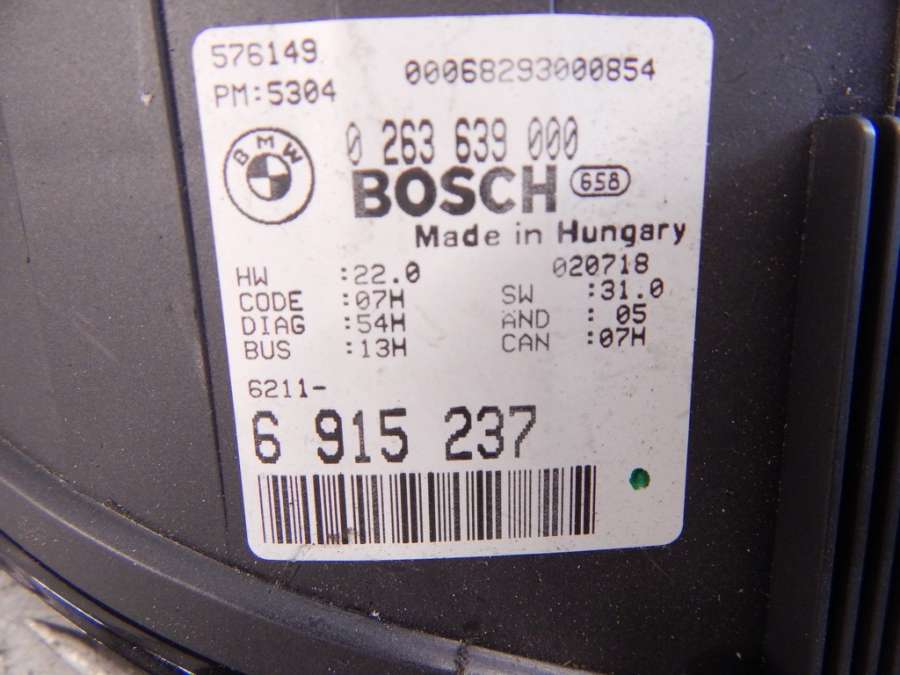 576149
00068293000854
PM:5304
BMW
0 263 639 000
BOSCH 658
Made in Hungary
HW :22.0 020718
CODE :07H SW :31.0
DIAG :54H AND : 05
BUS :13H CAN :07H
6211-
6 915 237